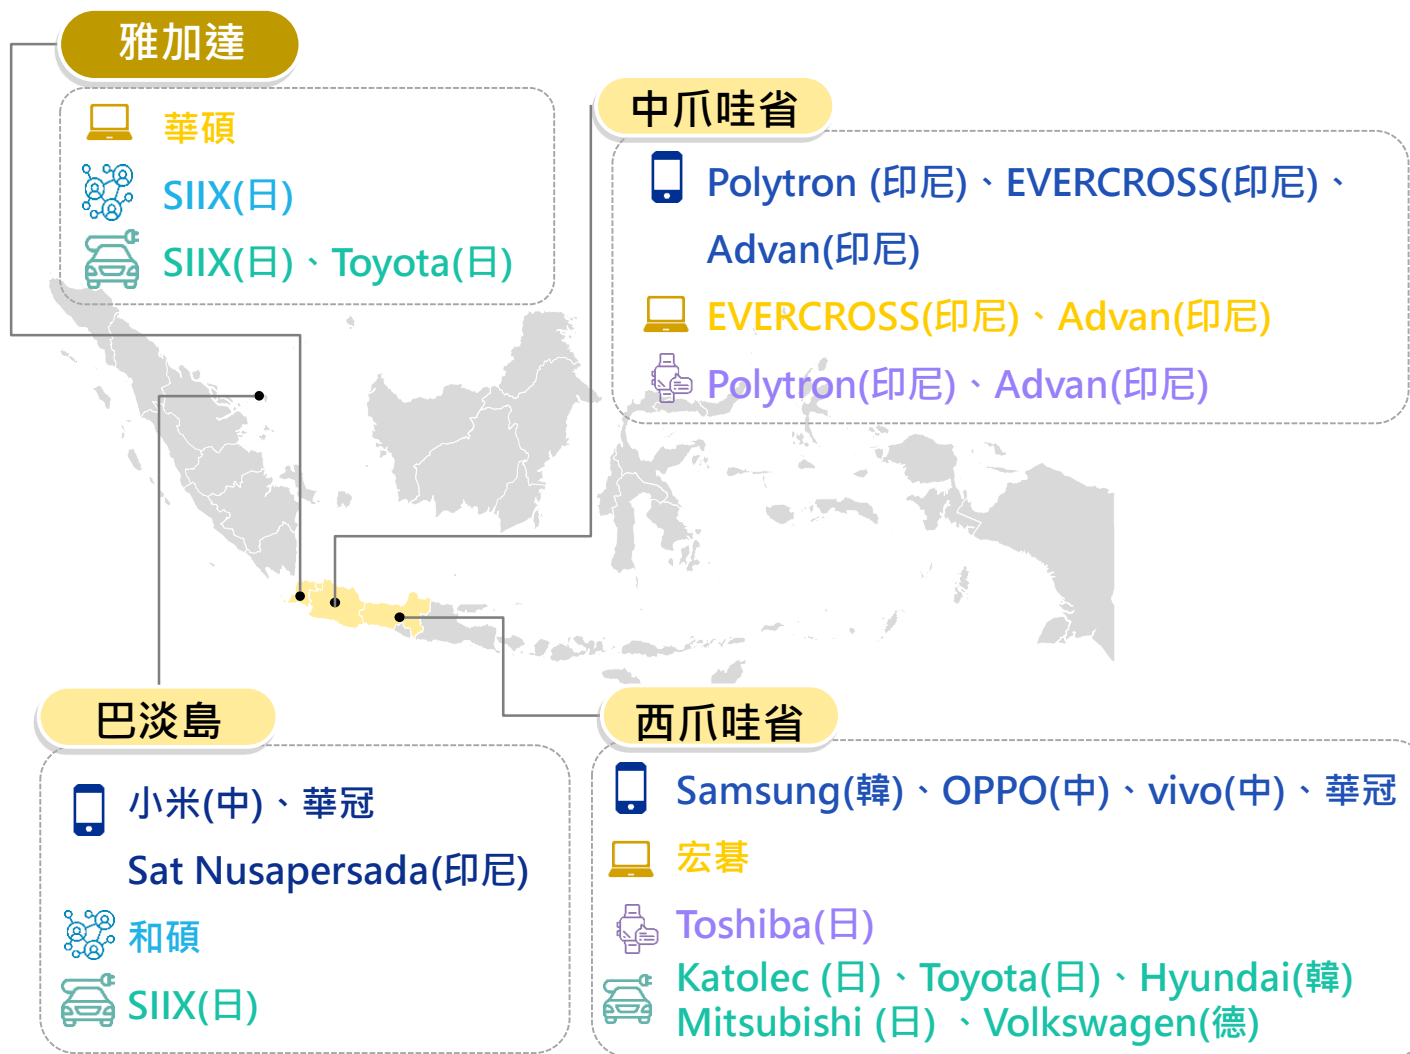 雅加達
華碩
SIIX(日)
SIIX(日)、Toyota(日)
中爪哇省
Polytron (印尼)、EVERCROSS(印尼)、
Advan(印尼)
EVERCROSS(印尼)、Advan(印尼)
Polytron(印尼)、Advan(印尼)
巴淡島
小米(中)、華冠
Sat Nusapersada(印尼)
和碩
SIIX(日)
西爪哇省
Samsung(韓)、OPPO(中)、vivo(中)、華冠
宏碁
Toshiba(日)
Katolec (日)、Toyota(日)、Hyundai(韓)
Mitsubishi (日) 、Volkswagen(德)